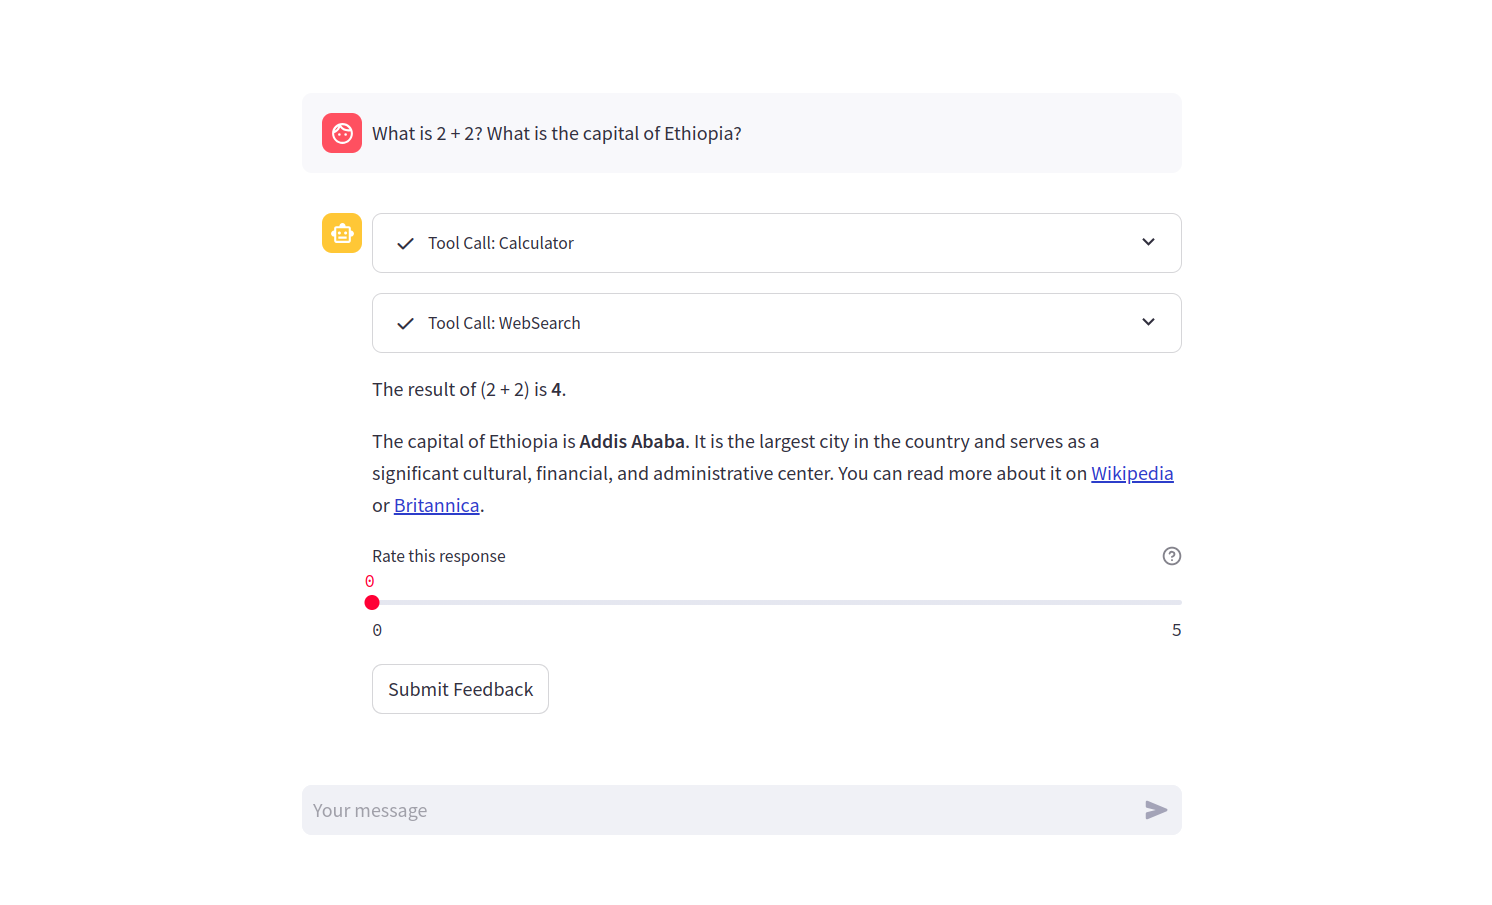 What is 2 + 2? What is the capital of Ethiopia?
Tool Call: Calculator
Tool Call: WebSearch
The result of (2 + 2) is 4.
The capital of Ethiopia is Addis Ababa. It is the largest city in the country and serves as a
significant cultural, financial, and administrative center. You can read more about it on Wikipedia
or Britannica.
Rate this response
0
0 5
Submit Feedback
Your message